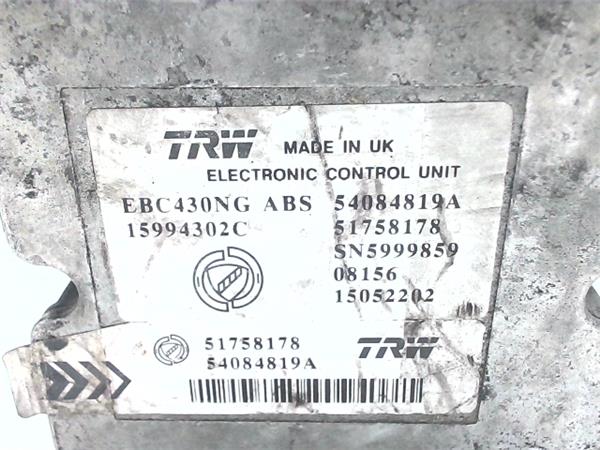 TRW MADE IN UK
ELECTRONIC CONTROL UNIT
EBC430NG ABS 54084819A
15994302C 51758178
SN5999859
08156
15052202
51758178 TRW
54084819A